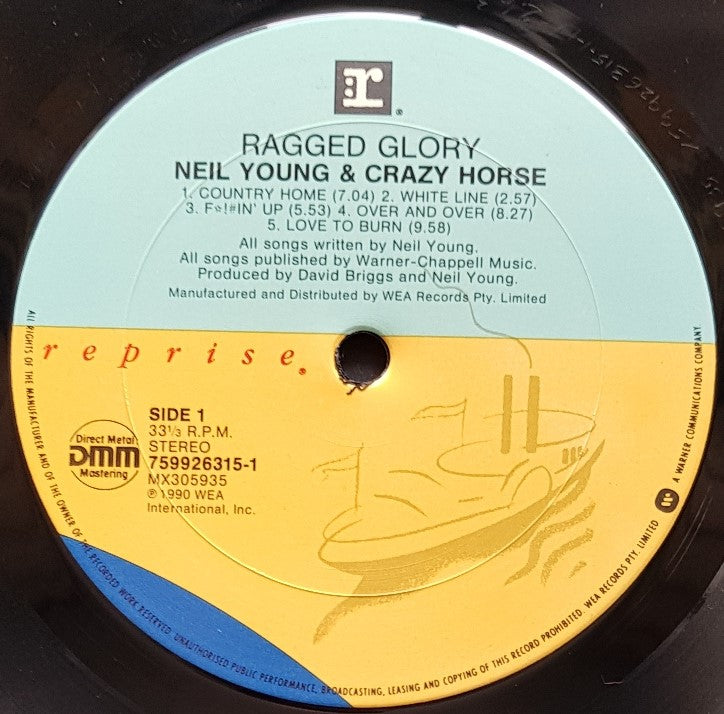 r®
RAGGED GLORY
NEIL YOUNG & CRAZY HORSE
1. COUNTRY HOME (7.04) 2. WHITE LINE (2.57)
3. F*!#IN' UP (5.53) 4. OVER AND OVER (8.27)
5. LOVE TO BURN (9.58)
All songs written by Neil Young.
All songs published by Warner-Chappell Music.
Produced by David Briggs and Neil Young.
Manufactured and Distributed by WEA Records Pty. Limited
reprise®
SIDE 1
33⅓ R.P.M.
STEREO
759926315-1
MX305935
℗ 1990 WEA
International, Inc.
Direct Metal
DMM
Mastering
ALL RIGHTS OF THE MANUFACTURER AND OF THE OWNER OF THE RECORDED WORK RESERVED. UNAUTHORISED PUBLIC PERFORMANCE, BROADCASTING, LEASING AND COPYING OF THIS RECORD PROHIBITED. WEA RECORDS PTY. LIMITED
A WARNER COMMUNICATIONS COMPANY